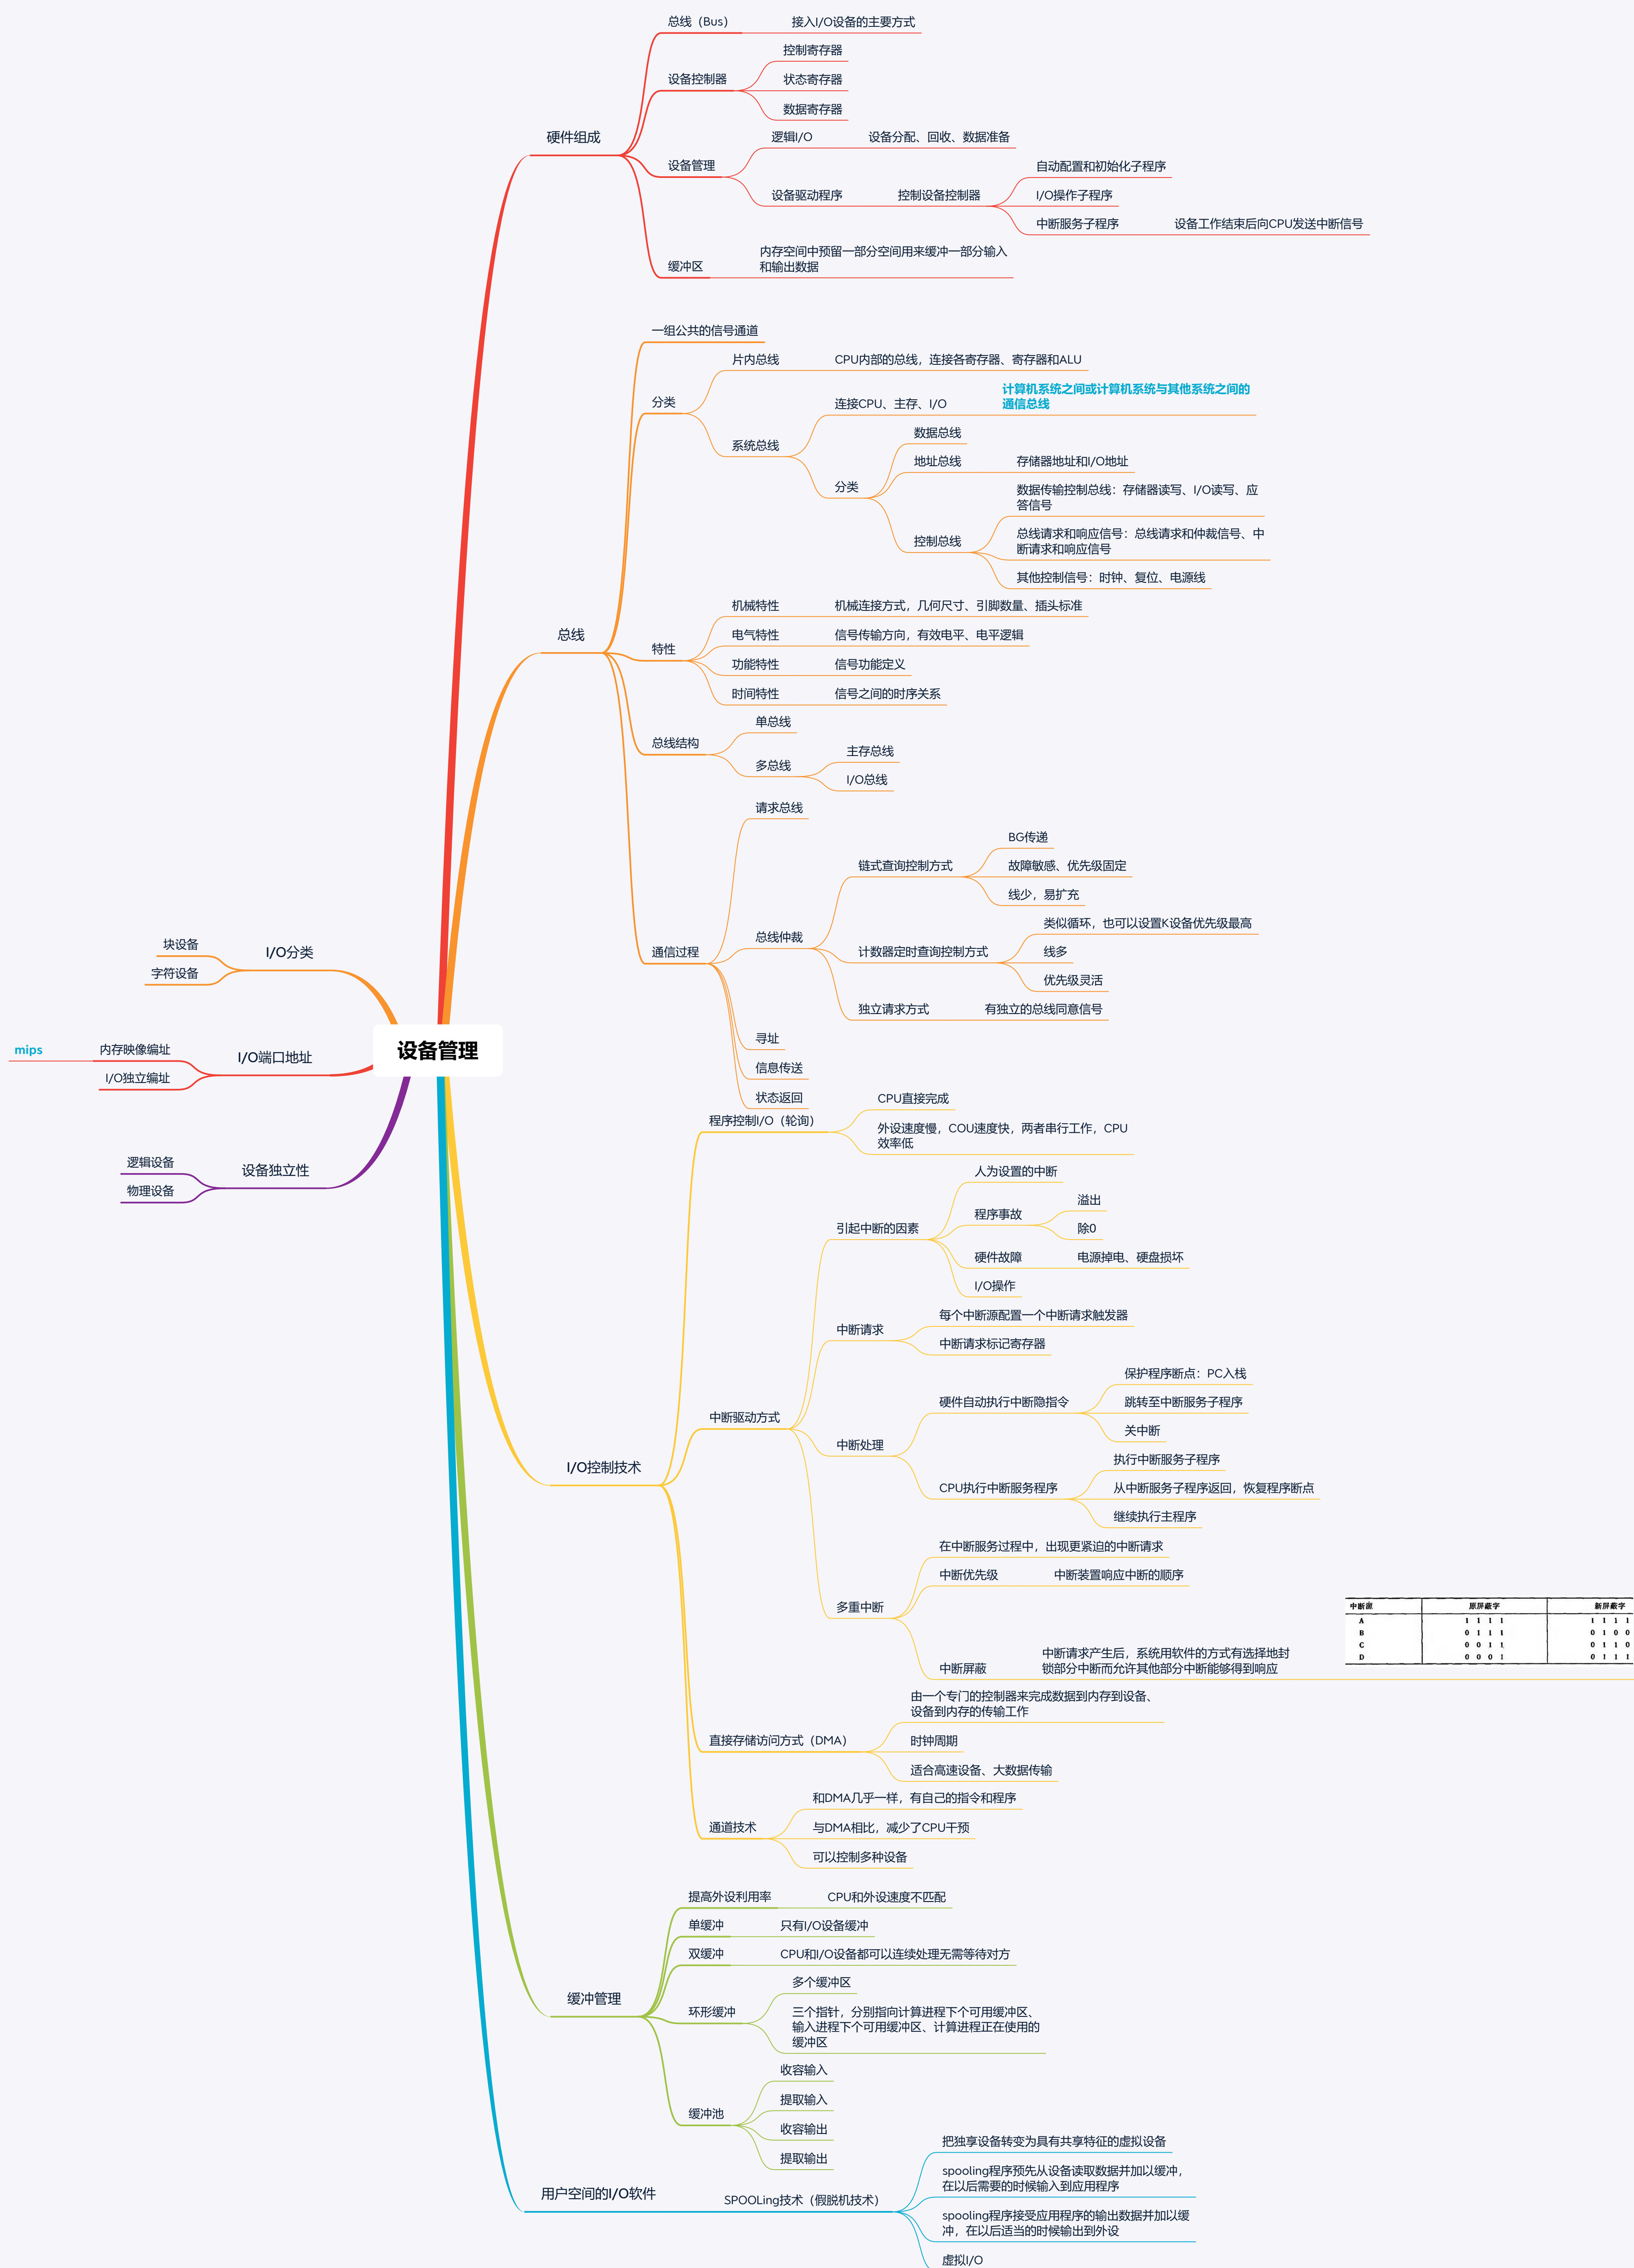 总线（Bus）
接入I/O设备的主要方式
设备控制器
控制寄存器
状态寄存器
数据寄存器
硬件组成
设备管理
逻辑I/O
设备分配、回收、数据准备
设备驱动程序
控制设备控制器
自动配置和初始化子程序
I/O操作子程序
中断服务子程序
设备工作结束后向CPU发送中断信号
缓冲区
内存空间中预留一部分空间用来缓冲一部分输入
和输出数据
总线
一组公共的信号通道
分类
片内总线
CPU内部的总线，连接各寄存器、寄存器和ALU
系统总线
连接CPU、主存、I/O
计算机系统之间或计算机系统与其他系统之间的
通信总线
分类
数据总线
地址总线
存储器地址和I/O地址
控制总线
数据传输控制总线：存储器读写、I/O读写、应
答信号
总线请求和响应信号：总线请求和仲裁信号、中
断请求和响应信号
其他控制信号：时钟、复位、电源线
特性
机械特性
机械连接方式，几何尺寸、引脚数量、插头标准
电气特性
信号传输方向，有效电平、电平逻辑
功能特性
信号功能定义
时间特性
信号之间的时序关系
总线结构
单总线
多总线
主存总线
I/O总线
通信过程
请求总线
总线仲裁
链式查询控制方式
BG传递
故障敏感、优先级固定
线少，易扩充
计数器定时查询控制方式
类似循环，也可以设置K设备优先级最高
线多
优先级灵活
独立请求方式
有独立的总线同意信号
寻址
信息传送
状态返回
I/O分类
块设备
字符设备
设备管理
I/O端口地址
内存映像编址
mips
I/O独立编址
设备独立性
逻辑设备
物理设备
I/O控制技术
程序控制I/O（轮询）
CPU直接完成
外设速度慢，COU速度快，两者串行工作，CPU
效率低
中断驱动方式
引起中断的因素
人为设置的中断
程序事故
溢出
除0
硬件故障
电源掉电、硬盘损坏
I/O操作
中断请求
每个中断源配置一个中断请求触发器
中断请求标记寄存器
中断处理
硬件自动执行中断隐指令
保护程序断点：PC入栈
跳转至中断服务子程序
关中断
CPU执行中断服务程序
执行中断服务子程序
从中断服务子程序返回，恢复程序断点
继续执行主程序
多重中断
在中断服务过程中，出现更紧迫的中断请求
中断优先级
中断装置响应中断的顺序
中断屏蔽
中断请求产生后，系统用软件的方式有选择地封
锁部分中断而允许其他部分中断能够得到响应
中断源 原屏蔽字 新屏蔽字
A 1 1 1 1 1 1 1 1
B 0 1 1 1 0 1 0 0
C 0 0 1 1 0 1 1 0
D 0 0 0 1 0 1 1 1
直接存储访问方式（DMA）
由一个专门的控制器来完成数据到内存到设备、
设备到内存的传输工作
时钟周期
适合高速设备、大数据传输
通道技术
和DMA几乎一样，有自己的指令和程序
与DMA相比，减少了CPU干预
可以控制多种设备
缓冲管理
提高外设利用率
CPU和外设速度不匹配
单缓冲
只有I/O设备缓冲
双缓冲
CPU和I/O设备都可以连续处理无需等待对方
环形缓冲
多个缓冲区
三个指针，分别指向计算进程下个可用缓冲区、
输入进程下个可用缓冲区、计算进程正在使用的
缓冲区
缓冲池
收容输入
提取输入
收容输出
提取输出
用户空间的I/O软件
SPOOLing技术（假脱机技术）
把独享设备转变为具有共享特征的虚拟设备
spooling程序预先从设备读取数据并加以缓冲，
在以后需要的时候输入到应用程序
spooling程序接受应用程序的输出数据并加以缓
冲，在以后适当的时候输出到外设
虚拟I/O